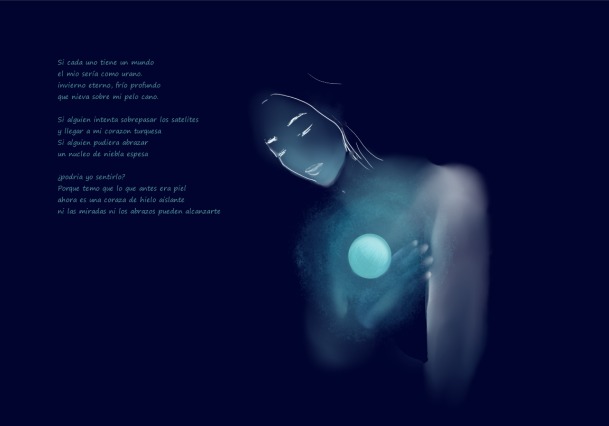 Si cada uno tiene un mundo
el mio sería como urano.
invierno eterno, frío profundo
que nieva sobre mi pelo cano.
Si alguien intenta sobrepasar los satelites
y llegar a mi corazon turquesa
Si alguien pudiera abrazar
un nucleo de niebla espesa
¿podria yo sentirlo?
Porque temo que lo que antes era piel
ahora es una coraza de hielo aislante
ni las miradas ni los abrazos pueden alcanzarte